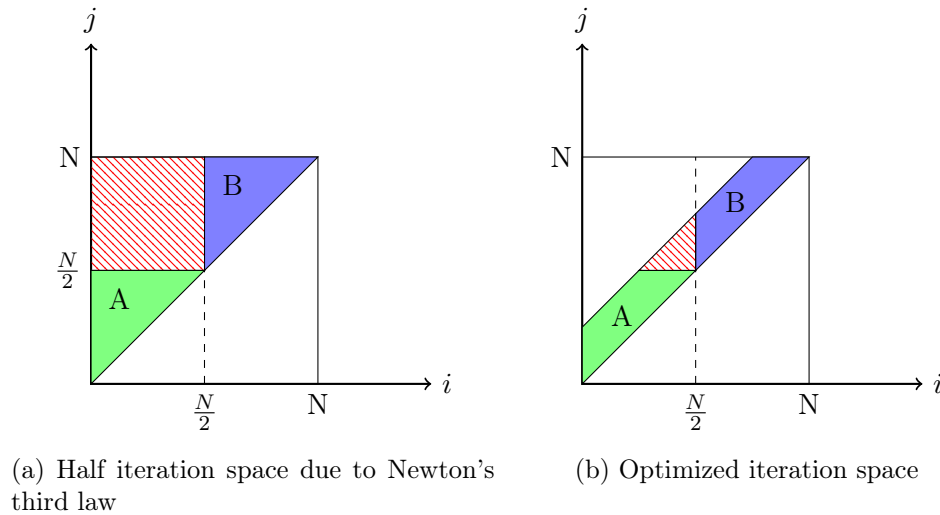 j
N
B
N/2
A
i
N/2
N
(a) Half iteration space due to Newton's
third law
j
N
B
A
i
N/2
N
(b) Optimized iteration space